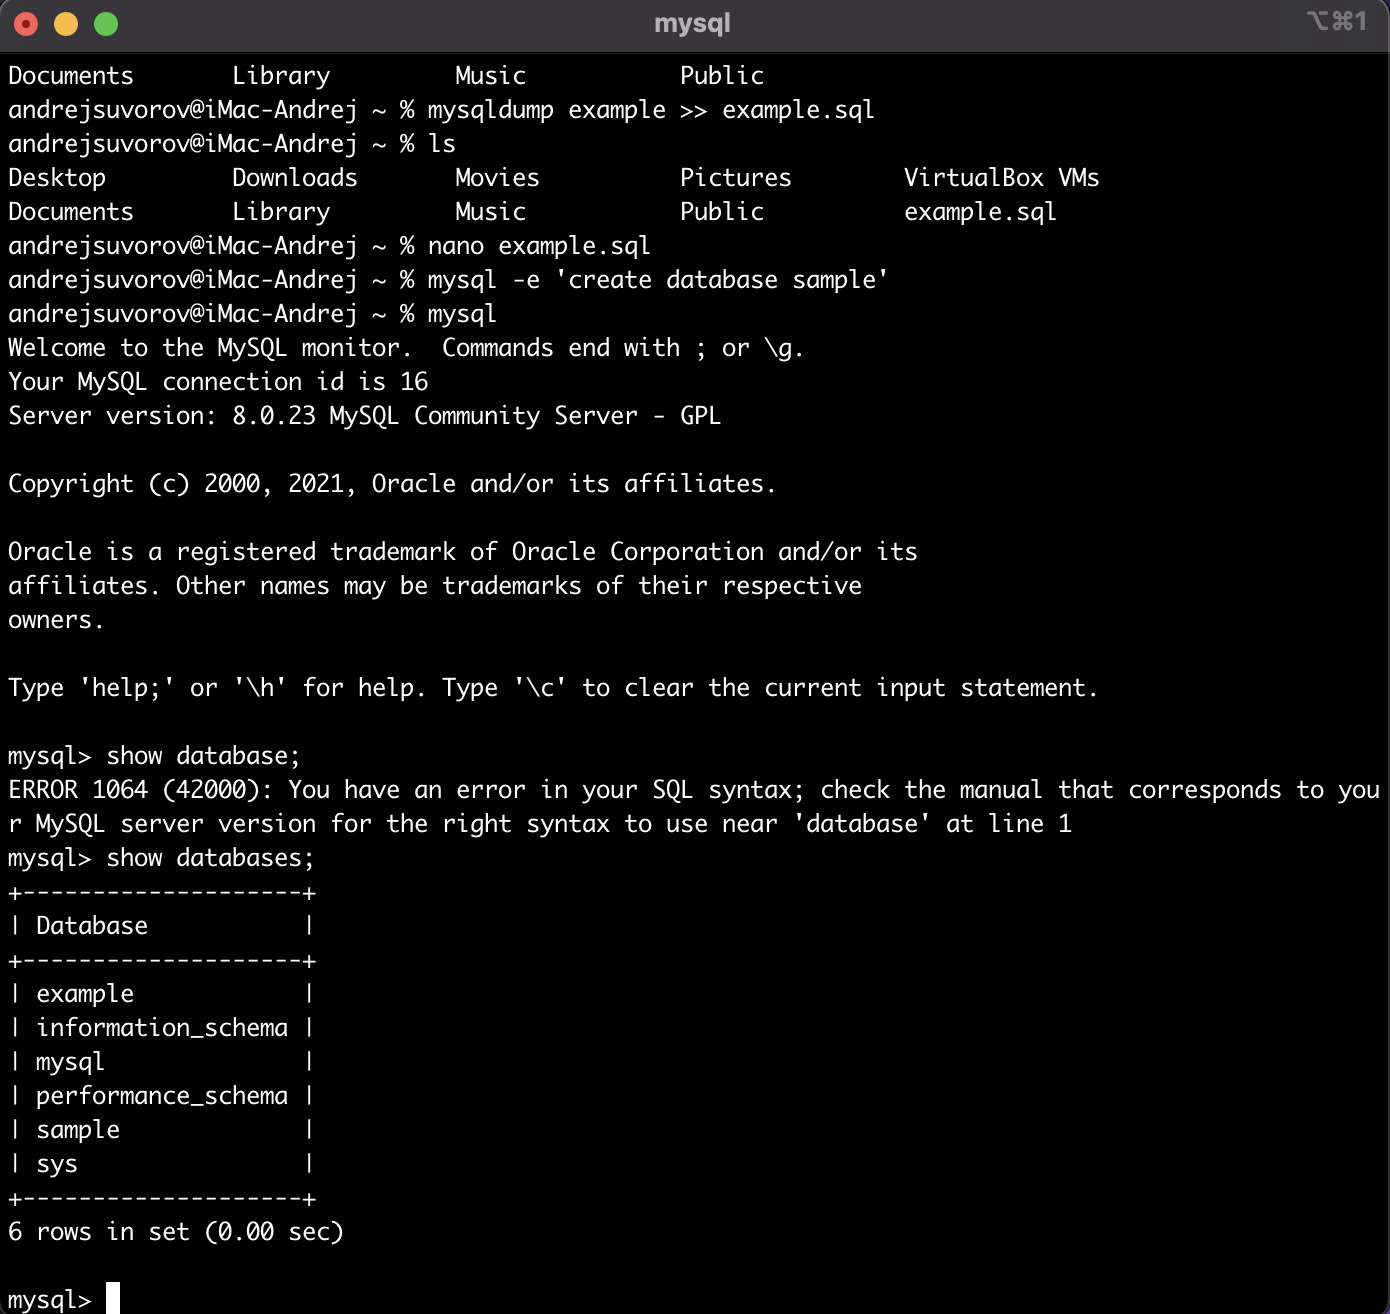 mysql
⌥⌘1
Documents       Library         Music           Public
andrejsuvorov@iMac-Andrej ~ % mysqldump example >> example.sql
andrejsuvorov@iMac-Andrej ~ % ls
Desktop         Downloads       Movies          Pictures        VirtualBox VMs
Documents       Library         Music           Public          example.sql
andrejsuvorov@iMac-Andrej ~ % nano example.sql
andrejsuvorov@iMac-Andrej ~ % mysql -e 'create database sample'
andrejsuvorov@iMac-Andrej ~ % mysql
Welcome to the MySQL monitor.  Commands end with ; or \g.
Your MySQL connection id is 16
Server version: 8.0.23 MySQL Community Server - GPL

Copyright (c) 2000, 2021, Oracle and/or its affiliates.

Oracle is a registered trademark of Oracle Corporation and/or its
affiliates. Other names may be trademarks of their respective
owners.

Type 'help;' or '\h' for help. Type '\c' to clear the current input statement.

mysql> show database;
ERROR 1064 (42000): You have an error in your SQL syntax; check the manual that corresponds to you
r MySQL server version for the right syntax to use near 'database' at line 1
mysql> show databases;
+--------------------+
| Database           |
+--------------------+
| example            |
| information_schema |
| mysql              |
| performance_schema |
| sample             |
| sys                |
+--------------------+
6 rows in set (0.00 sec)

mysql>